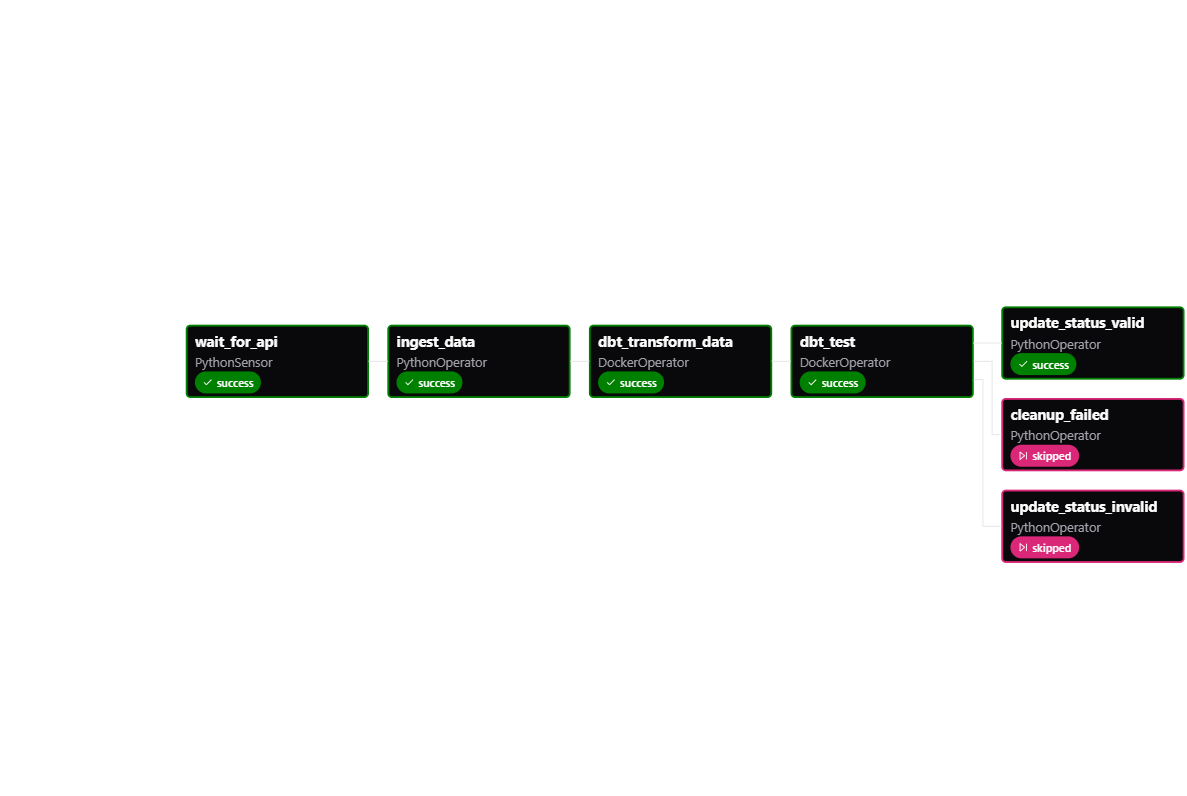 wait_for_api
PythonSensor
success
ingest_data
PythonOperator
success
dbt_transform_data
DockerOperator
success
dbt_test
DockerOperator
success
update_status_valid
PythonOperator
success
cleanup_failed
PythonOperator
skipped
update_status_invalid
PythonOperator
skipped